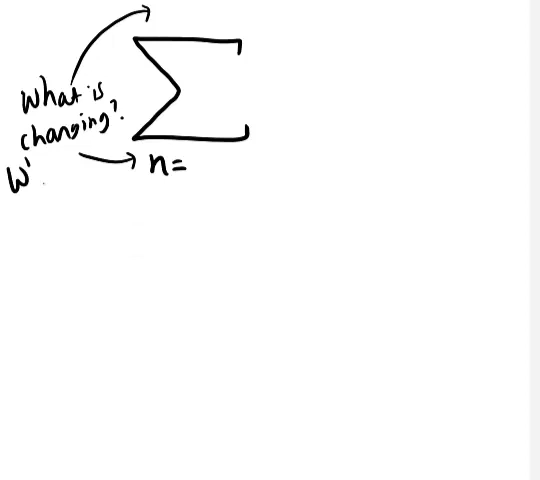 What is
changing?
Σ
n=
W'